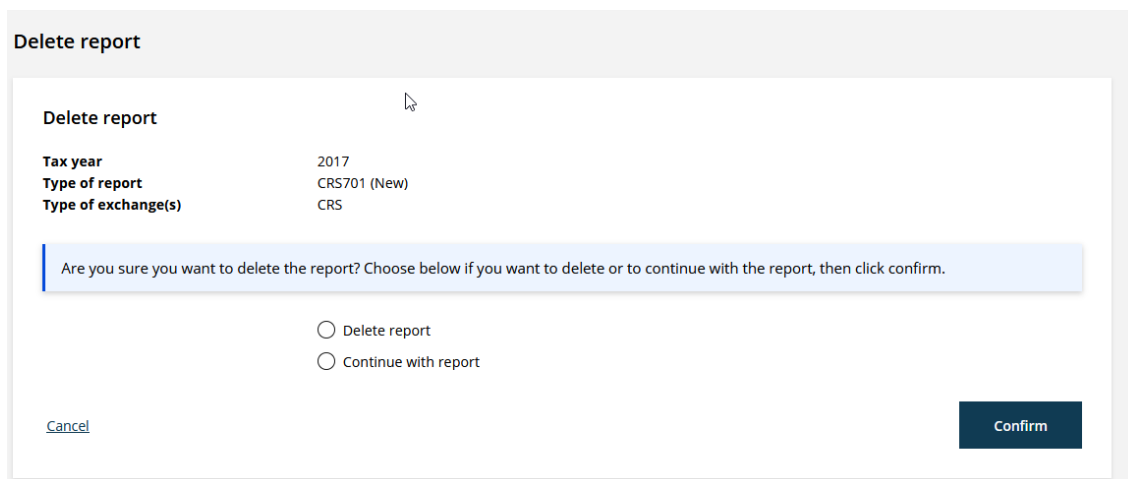 Delete report
Delete report
Tax year 2017
Type of report CRS701 (New)
Type of exchange(s) CRS
Are you sure you want to delete the report? Choose below if you want to delete or to continue with the report, then click confirm.
Delete report
Continue with report
Cancel Confirm